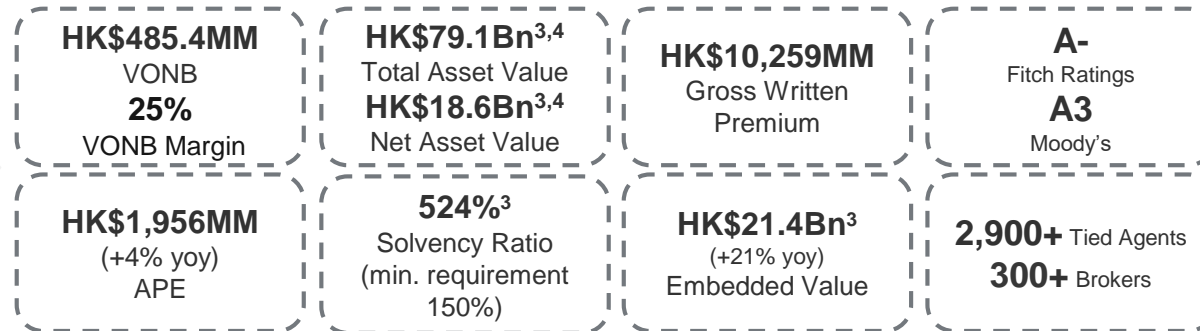 HK$485.4MM
VONB
25%
VONB Margin
HK$79.1Bn3,4
Total Asset Value
HK$18.6Bn3,4
Net Asset Value
HK$10,259MM
Gross Written
Premium
A-
Fitch Ratings
A3
Moody's
HK$1,956MM
(+4% yoy)
APE
524%3
Solvency Ratio
(min. requirement
150%)
HK$21.4Bn3
(+21% yoy)
Embedded Value
2,900+ Tied Agents
300+ Brokers